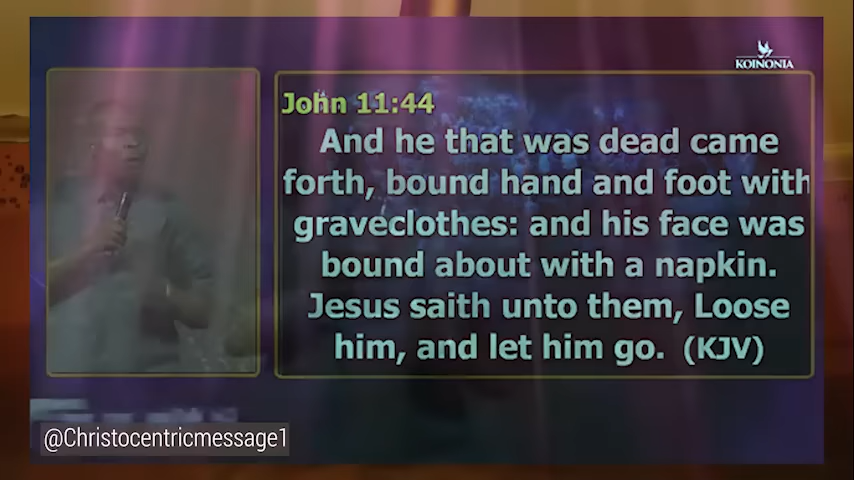 KOINONIA
John 11:44
And he that was dead came
forth, bound hand and foot with
graveclothes: and his face was
bound about with a napkin.
Jesus saith unto them, Loose
him, and let him go. (KJV)
@Christocentricmessage1